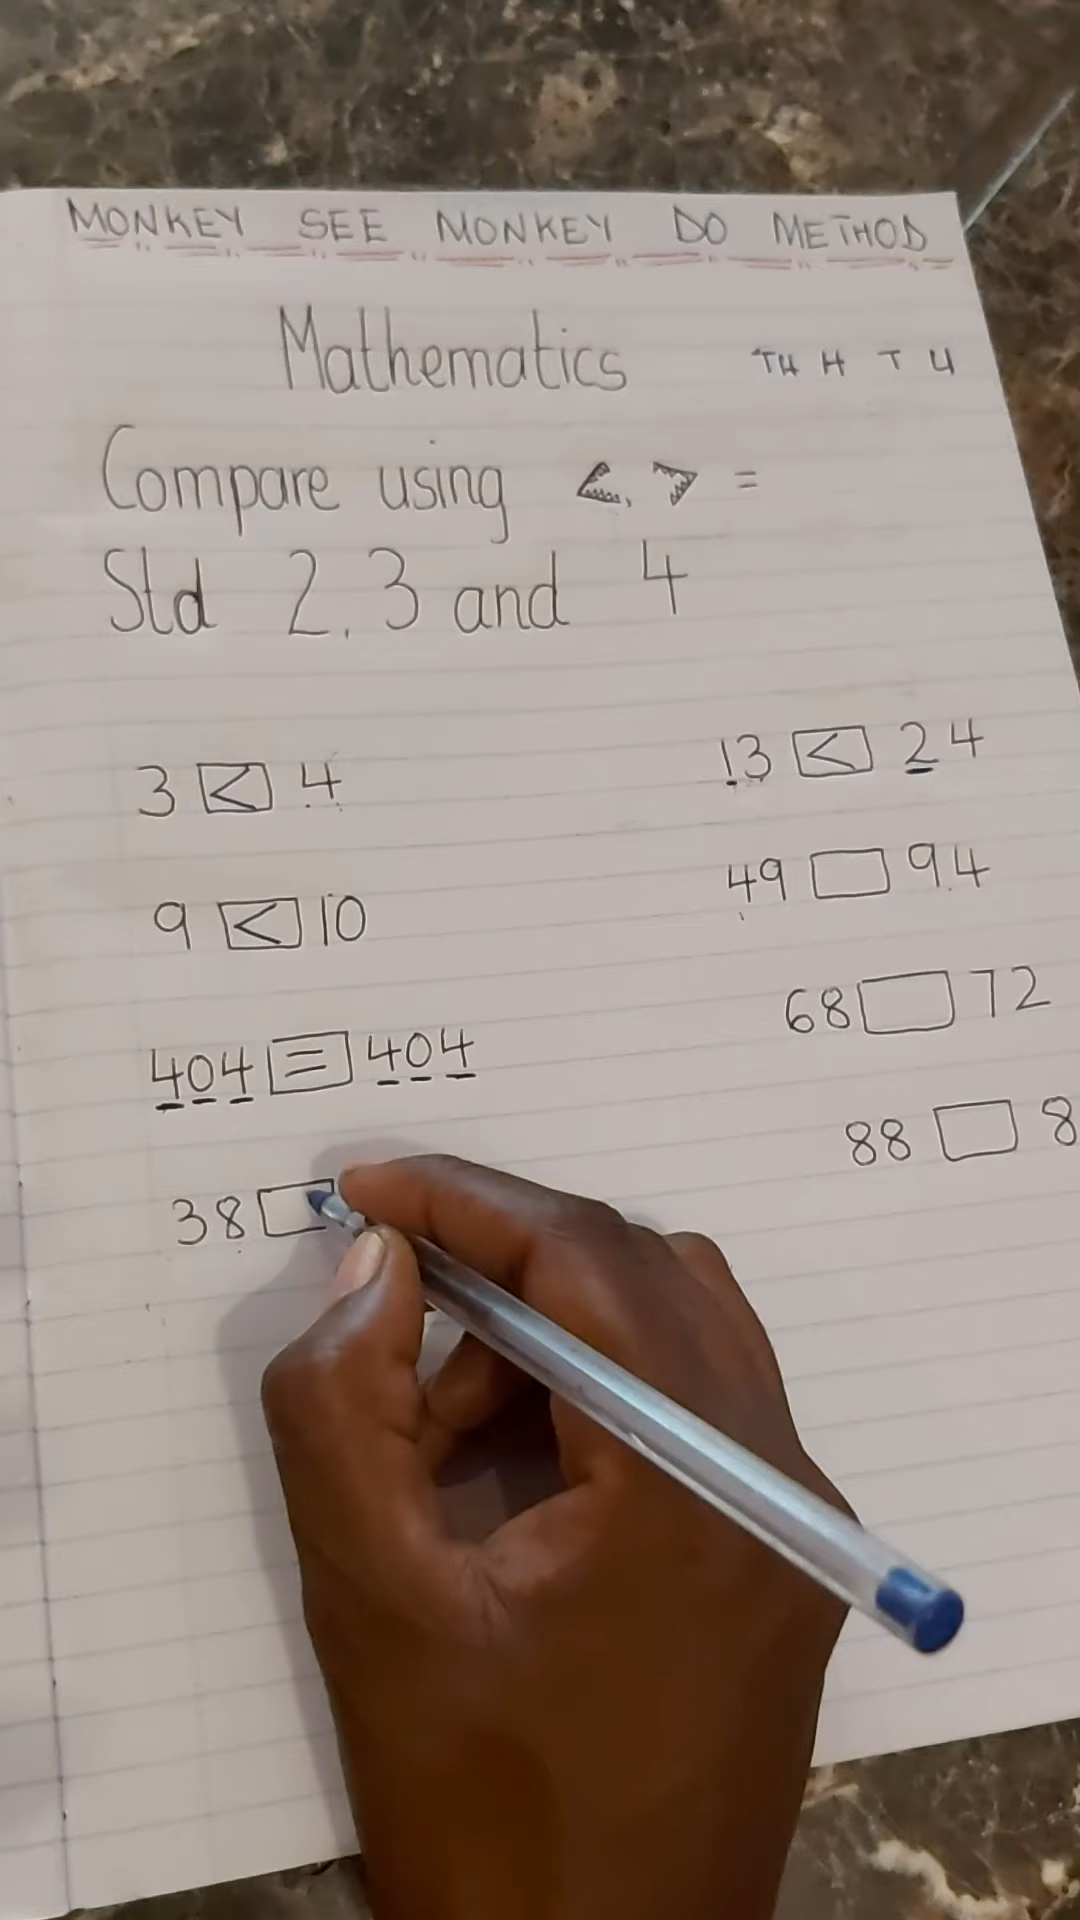 MONKEY SEE MONKEY DO METHOD
Mathematics TH H T U
Compare using <, > =
Std 2, 3 and 4
3 < 4
13 < 24
9 < 10
49 94
404 = 404
68 72
38
88 8